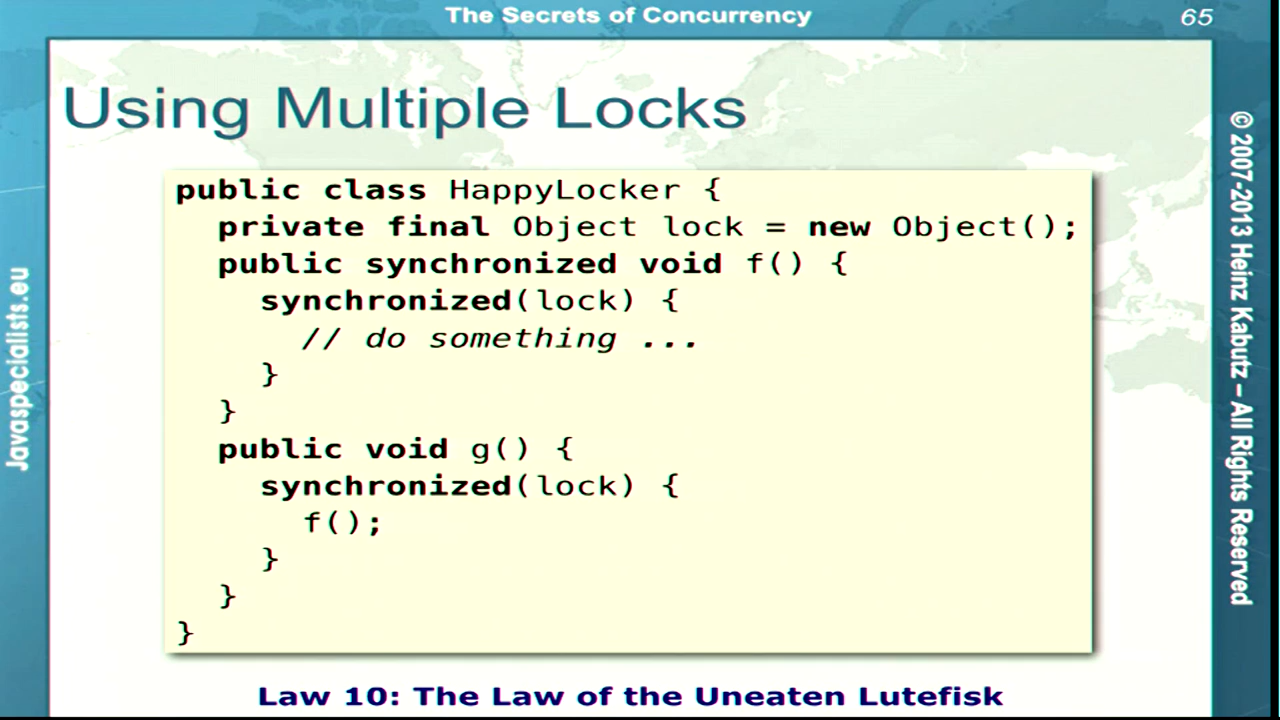 The Secrets of Concurrency
65
Using Multiple Locks
public class HappyLocker {
  private final Object lock = new Object();
  public synchronized void f() {
    synchronized(lock) {
      // do something ...
    }
  }
  public void g() {
    synchronized(lock) {
      f();
    }
  }
}
Law 10: The Law of the Uneaten Lutefisk
Javaspecialists.eu
© 2007-2013 Heinz Kabutz – All Rights Reserved